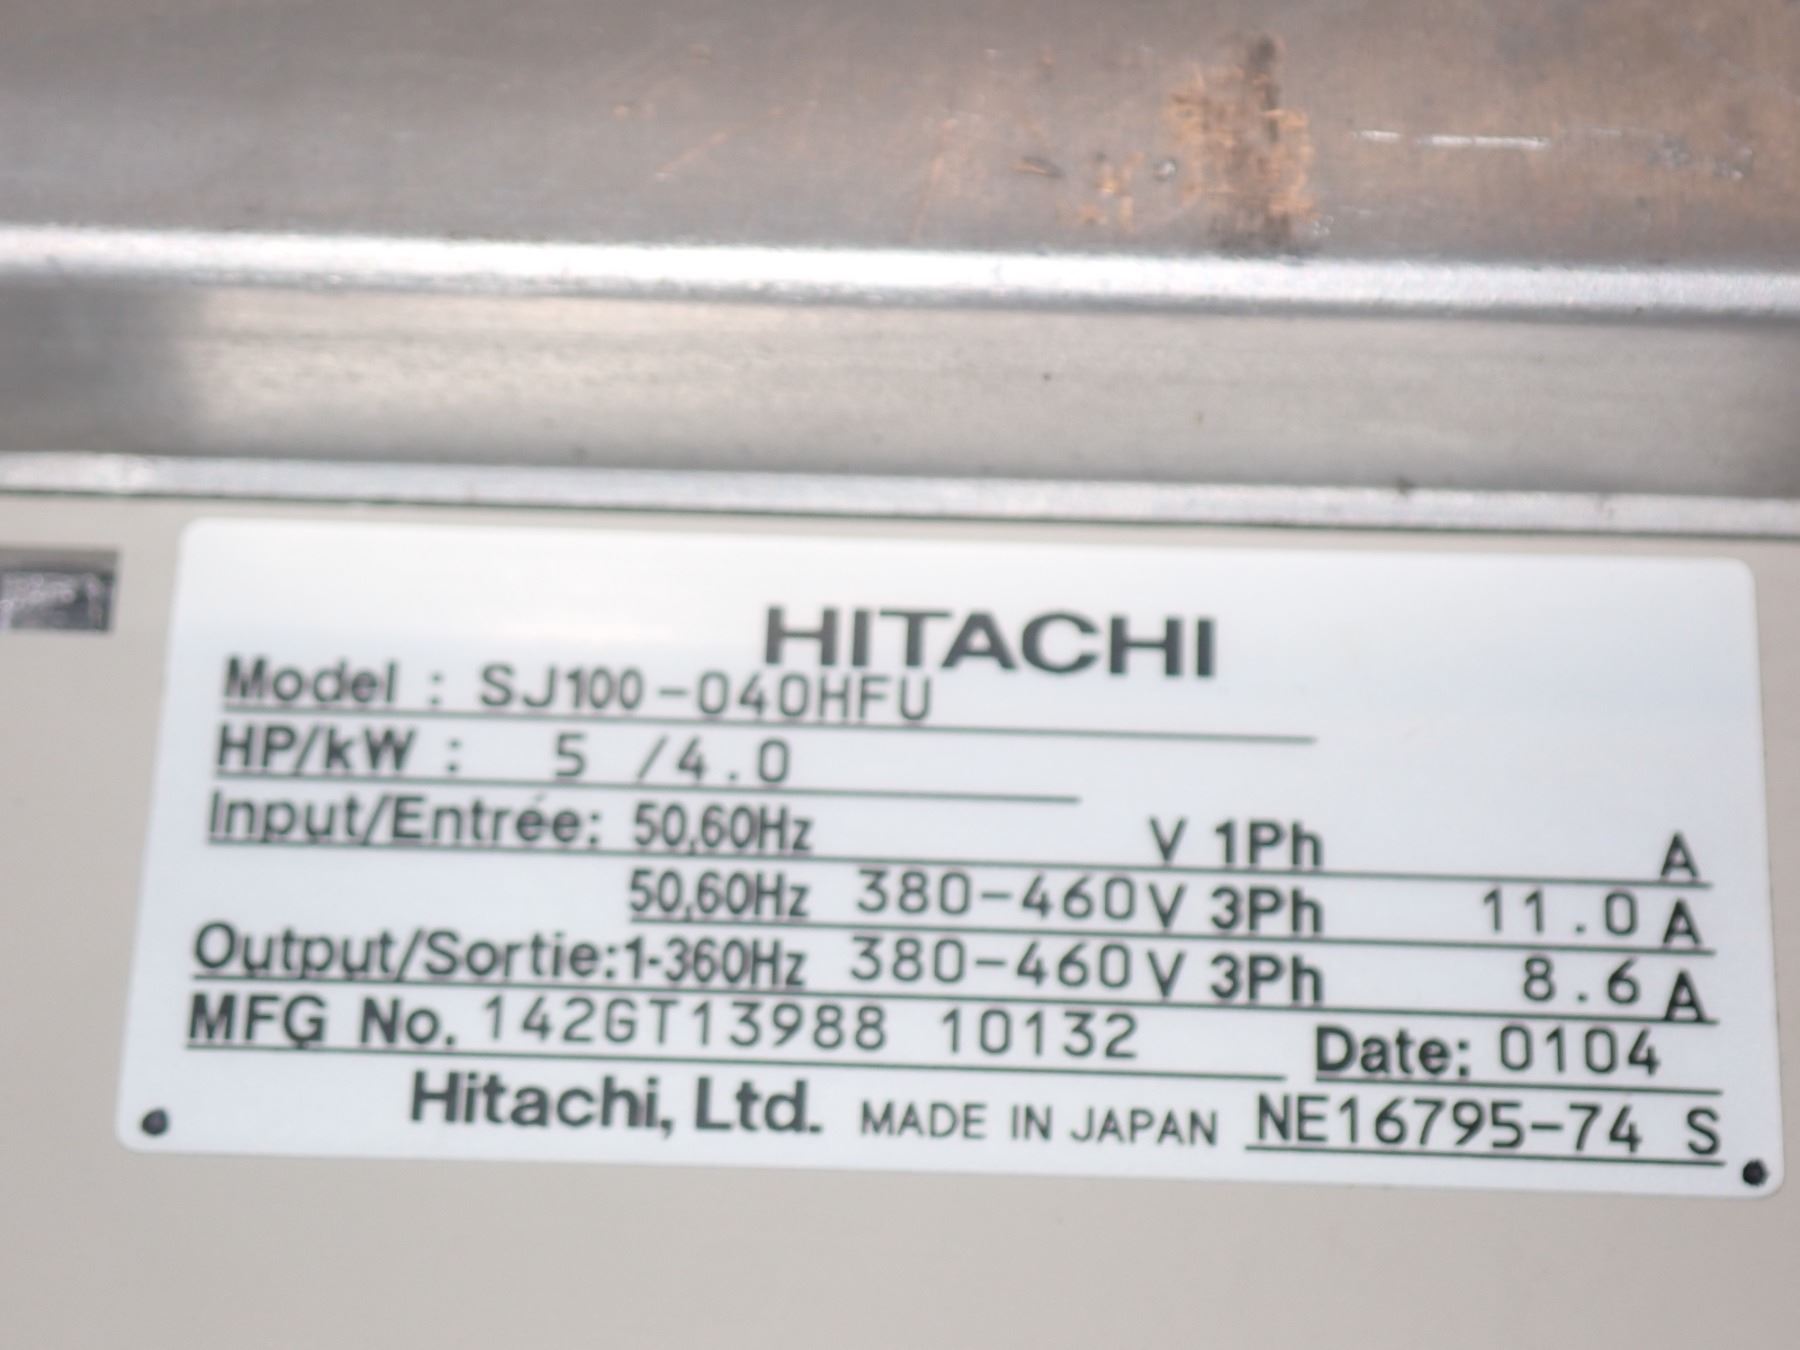 HITACHI
Model : SJ100-040HFU
HP/kW : 5 /4.0
Input/Entrée: 50,60Hz V 1Ph A
50,60Hz 380-460V 3Ph 11.0 A
Output/Sortie:1-360Hz 380-460V 3Ph 8.6 A
MFG No. 142GT13988 10132 Date: 0104
Hitachi, Ltd. MADE IN JAPAN NE16795-74 S